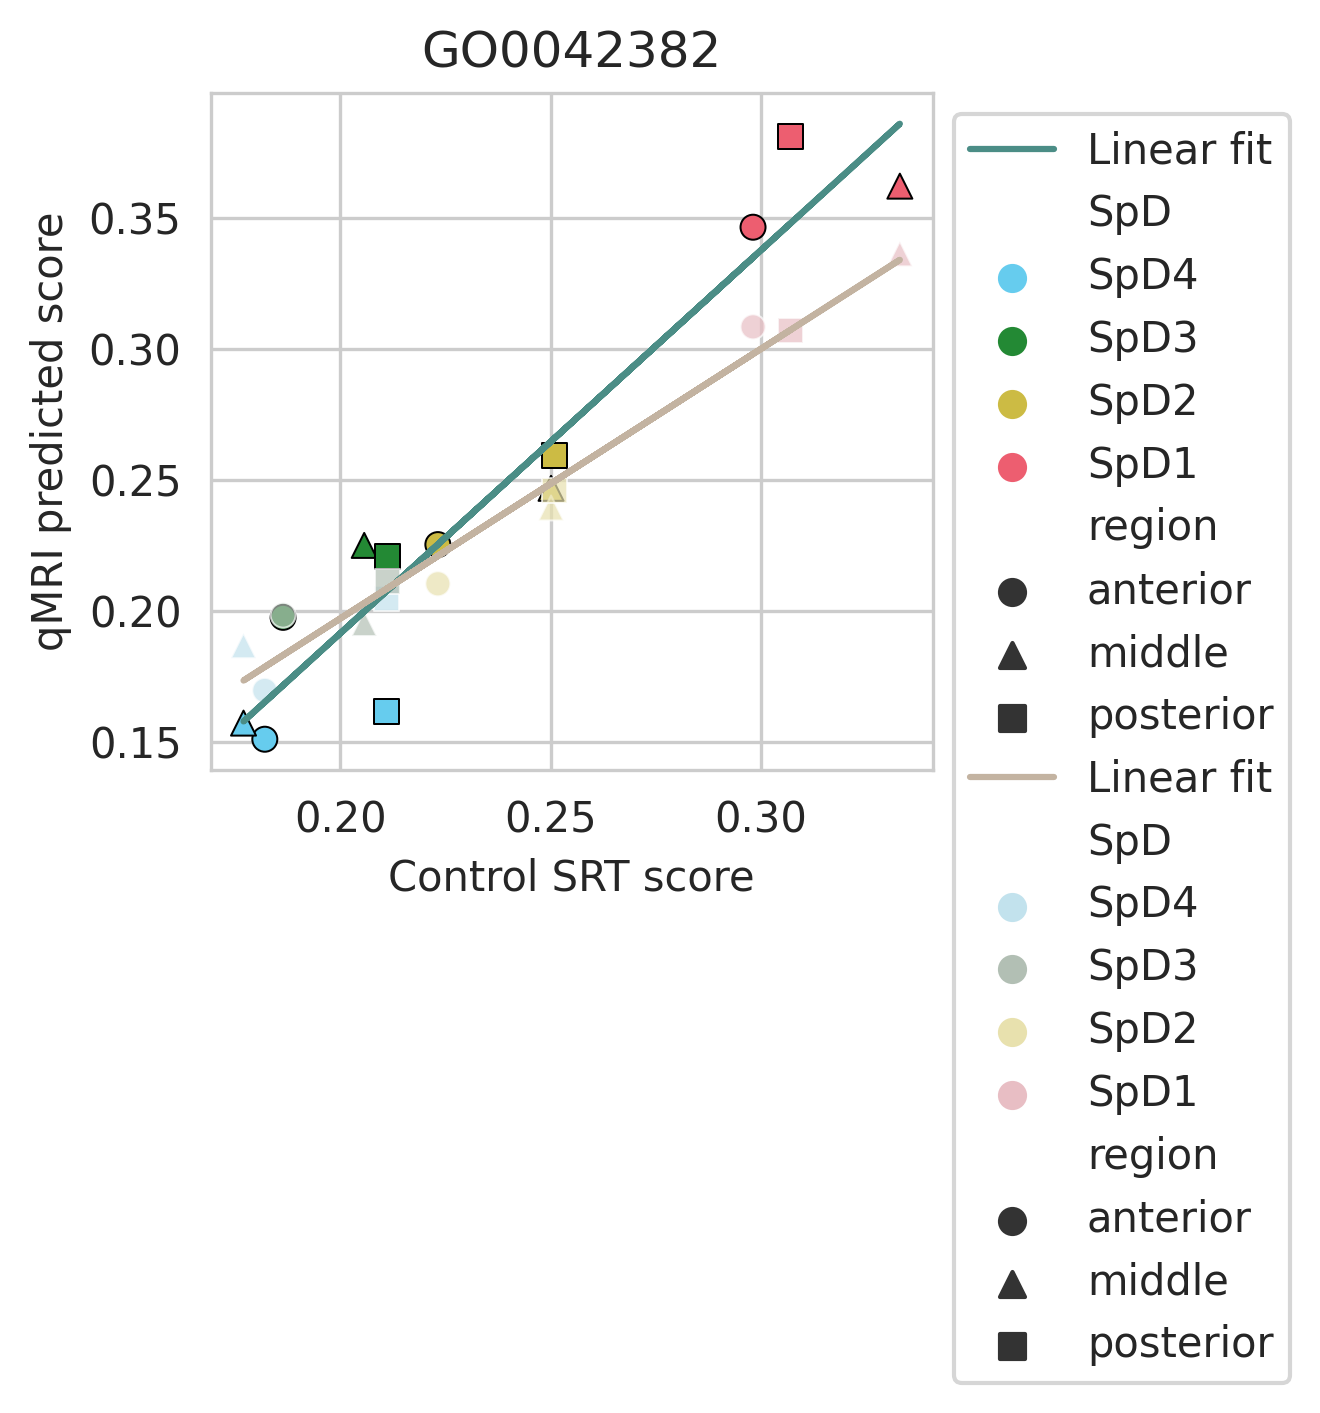 GO0042382
qMRI predicted score
0.35
0.30
0.25
0.20
0.15
0.20 0.25 0.30
Control SRT score
Linear fit
SpD
SpD4
SpD3
SpD2
SpD1
region
anterior
middle
posterior
Linear fit
SpD
SpD4
SpD3
SpD2
SpD1
region
anterior
middle
posterior